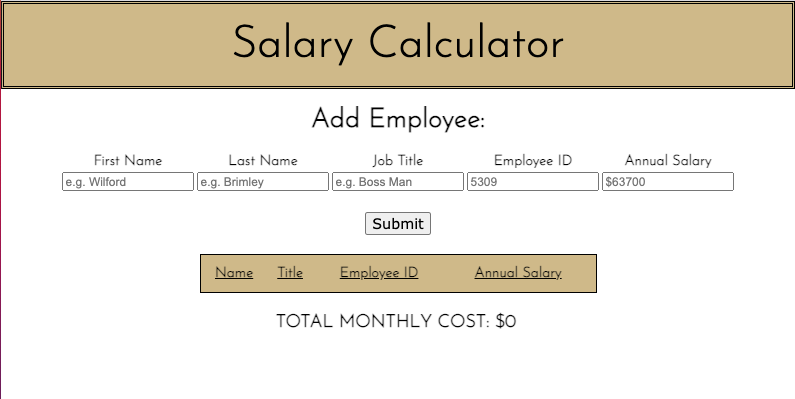 Salary Calculator
Add Employee:
First Name Last Name Job Title Employee ID Annual Salary
e.g. Wilford e.g. Brimley e.g. Boss Man 5309 $63700
Submit
Name Title Employee ID Annual Salary
TOTAL MONTHLY COST: $0